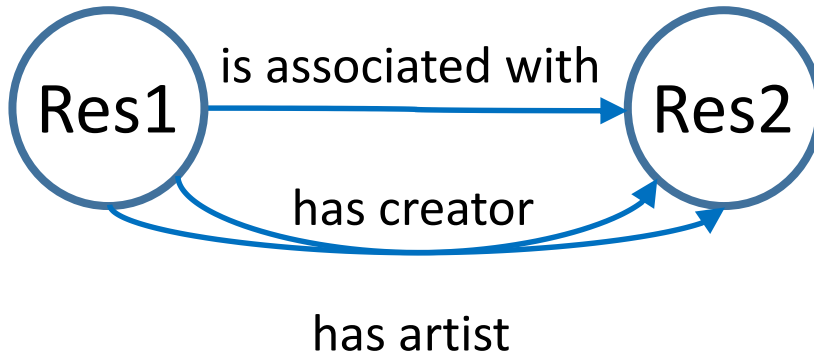 is associated with
Res1
Res2
has creator
has artist